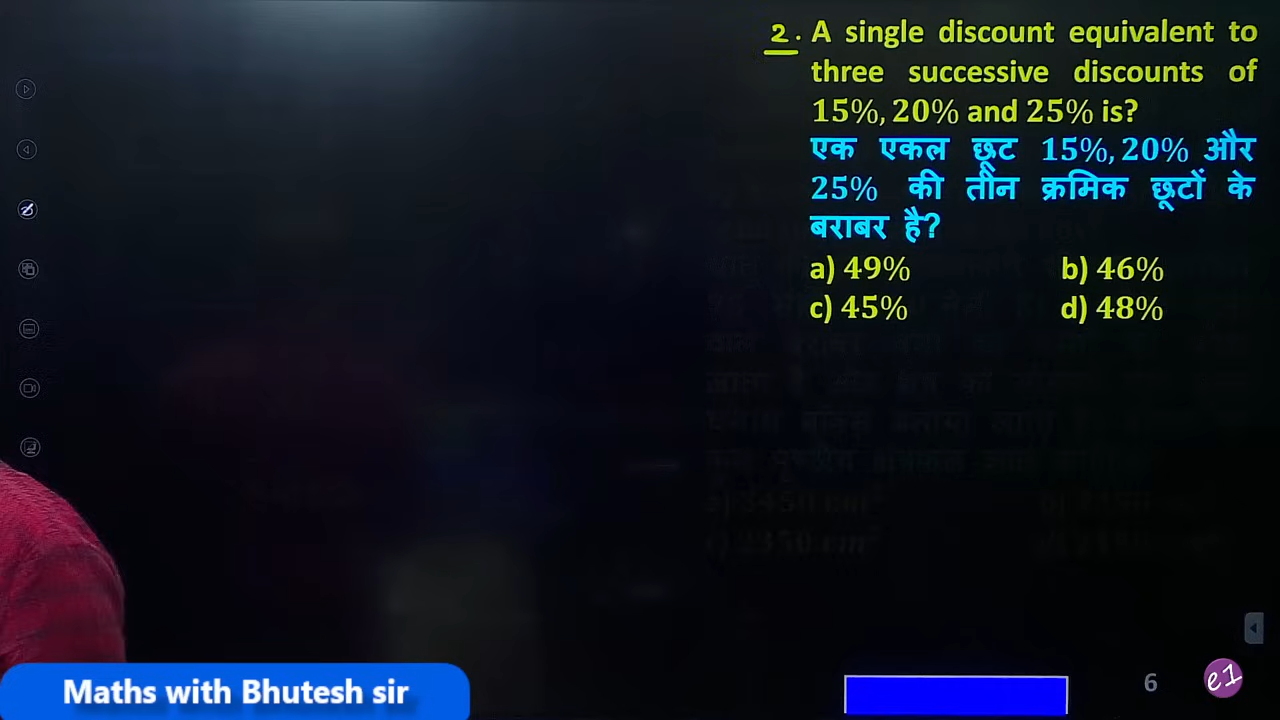 2. A single discount equivalent to
three successive discounts of
15%, 20% and 25% is?
एक एकल छूट 15%, 20% और
25% की तीन क्रमिक छूटों के
बराबर है?
a) 49% b) 46%
c) 45% d) 48%
Maths with Bhutesh sir
6 e1